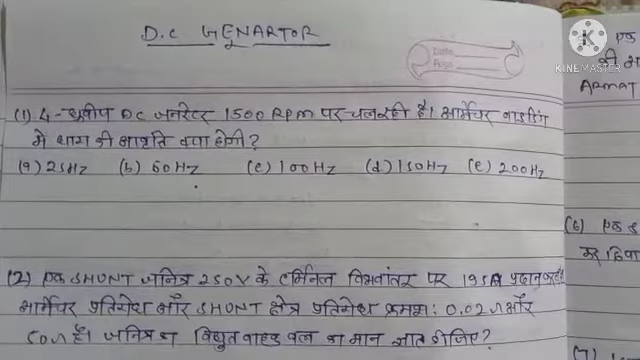 D.C GENARTOR
Date
Page
KINEMASTER
(1) 4-ध्रुवीय DC जनरेटर 1500 RPM पर चल रही है। आर्मेचर वाइंडिंग
में धारा की आवृति क्या होगी?
(a) 25Hz (b) 50Hz (c) 100Hz (d) 150Hz (e) 200Hz
(2) एक SHUNT जनित्र 250V के टर्मिनल विभवांतर पर 195A प्रदान करता है
आर्मेचर प्रतिरोध और SHUNT क्षेत्र प्रतिरोध क्रमश: 0.02Ω और
50Ω है। जनित्र का विद्युत वाहक बल का मान ज्ञात कीजिए?
एक
ARMAT
(6) एक
(7)